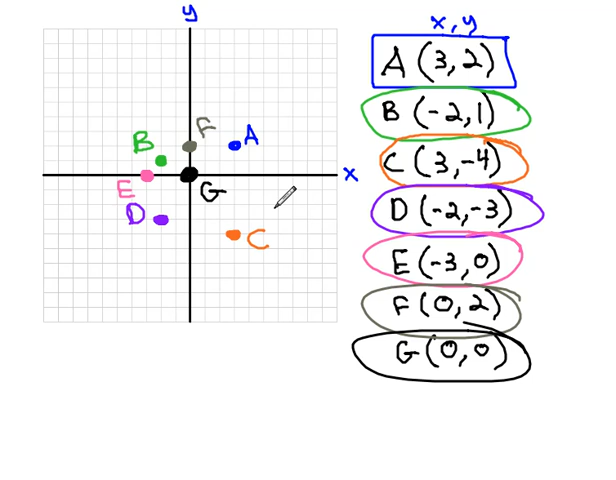 y
x, y
A (3, 2)
B (-2, 1)
C (3, -4)
D (-2, -3)
E (-3, 0)
F (0, 2)
G (0, 0)
F
A
B
x
E
G
D
C